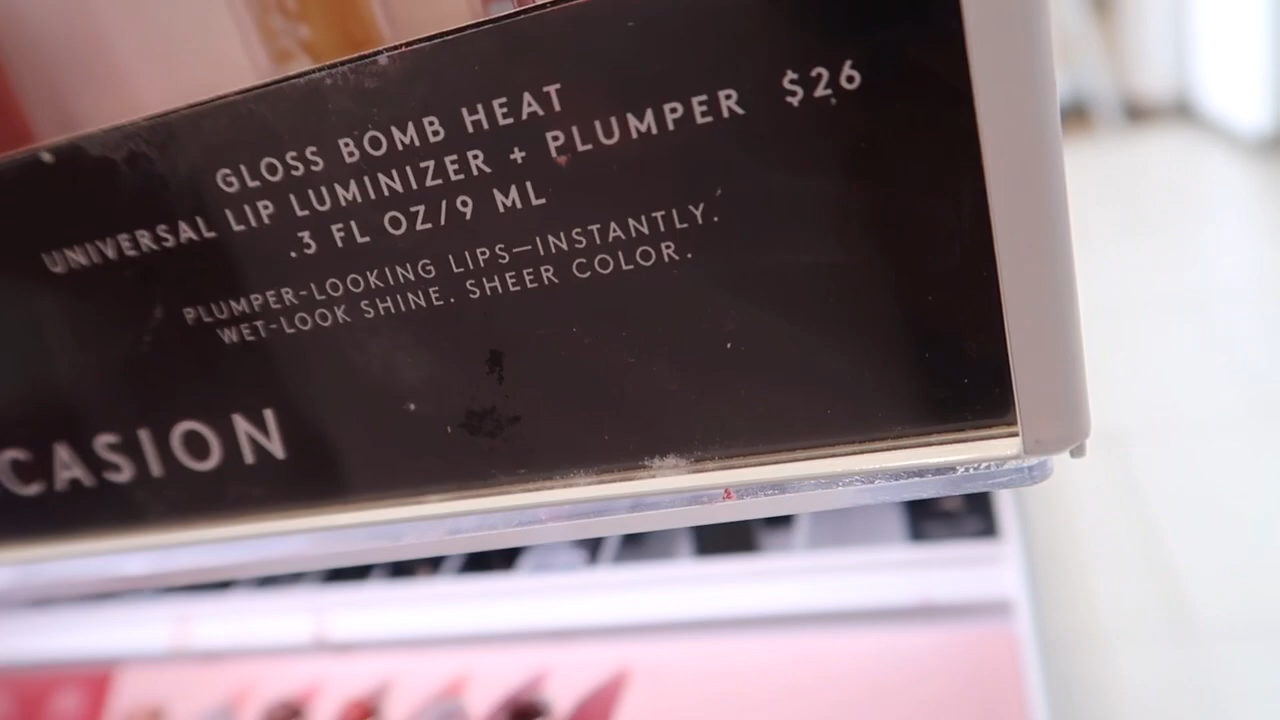 GLOSS BOMB HEAT
UNIVERSAL LIP LUMINIZER + PLUMPER $26
.3 FL OZ/9 ML
PLUMPER-LOOKING LIPS—INSTANTLY.
WET-LOOK SHINE. SHEER COLOR.
CASION